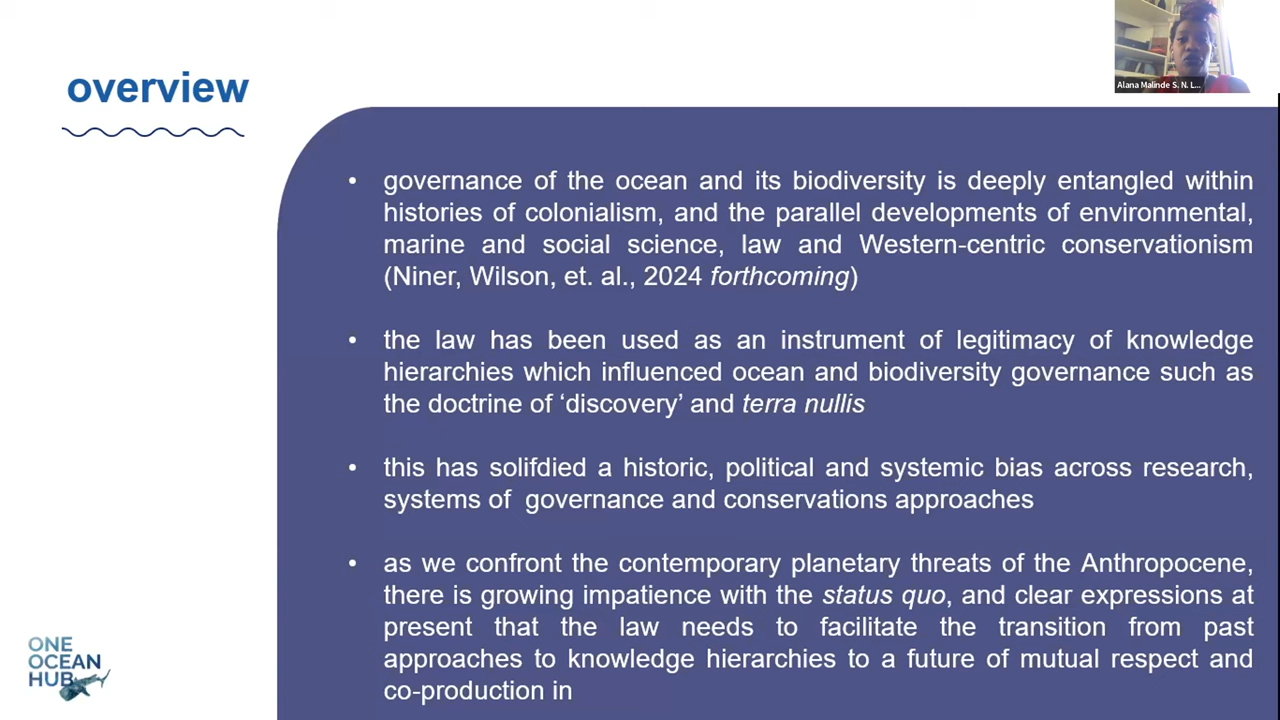 Alana Malinde S. N. L...
overview
• governance of the ocean and its biodiversity is deeply entangled within
histories of colonialism, and the parallel developments of environmental,
marine and social science, law and Western-centric conservationism
(Niner, Wilson, et. al., 2024 forthcoming)
• the law has been used as an instrument of legitimacy of knowledge
hierarchies which influenced ocean and biodiversity governance such as
the doctrine of ‘discovery’ and terra nullis
• this has solifdied a historic, political and systemic bias across research,
systems of governance and conservations approaches
• as we confront the contemporary planetary threats of the Anthropocene,
there is growing impatience with the status quo, and clear expressions at
present that the law needs to facilitate the transition from past
approaches to knowledge hierarchies to a future of mutual respect and
co-production in
ONE
OCEAN
HUB